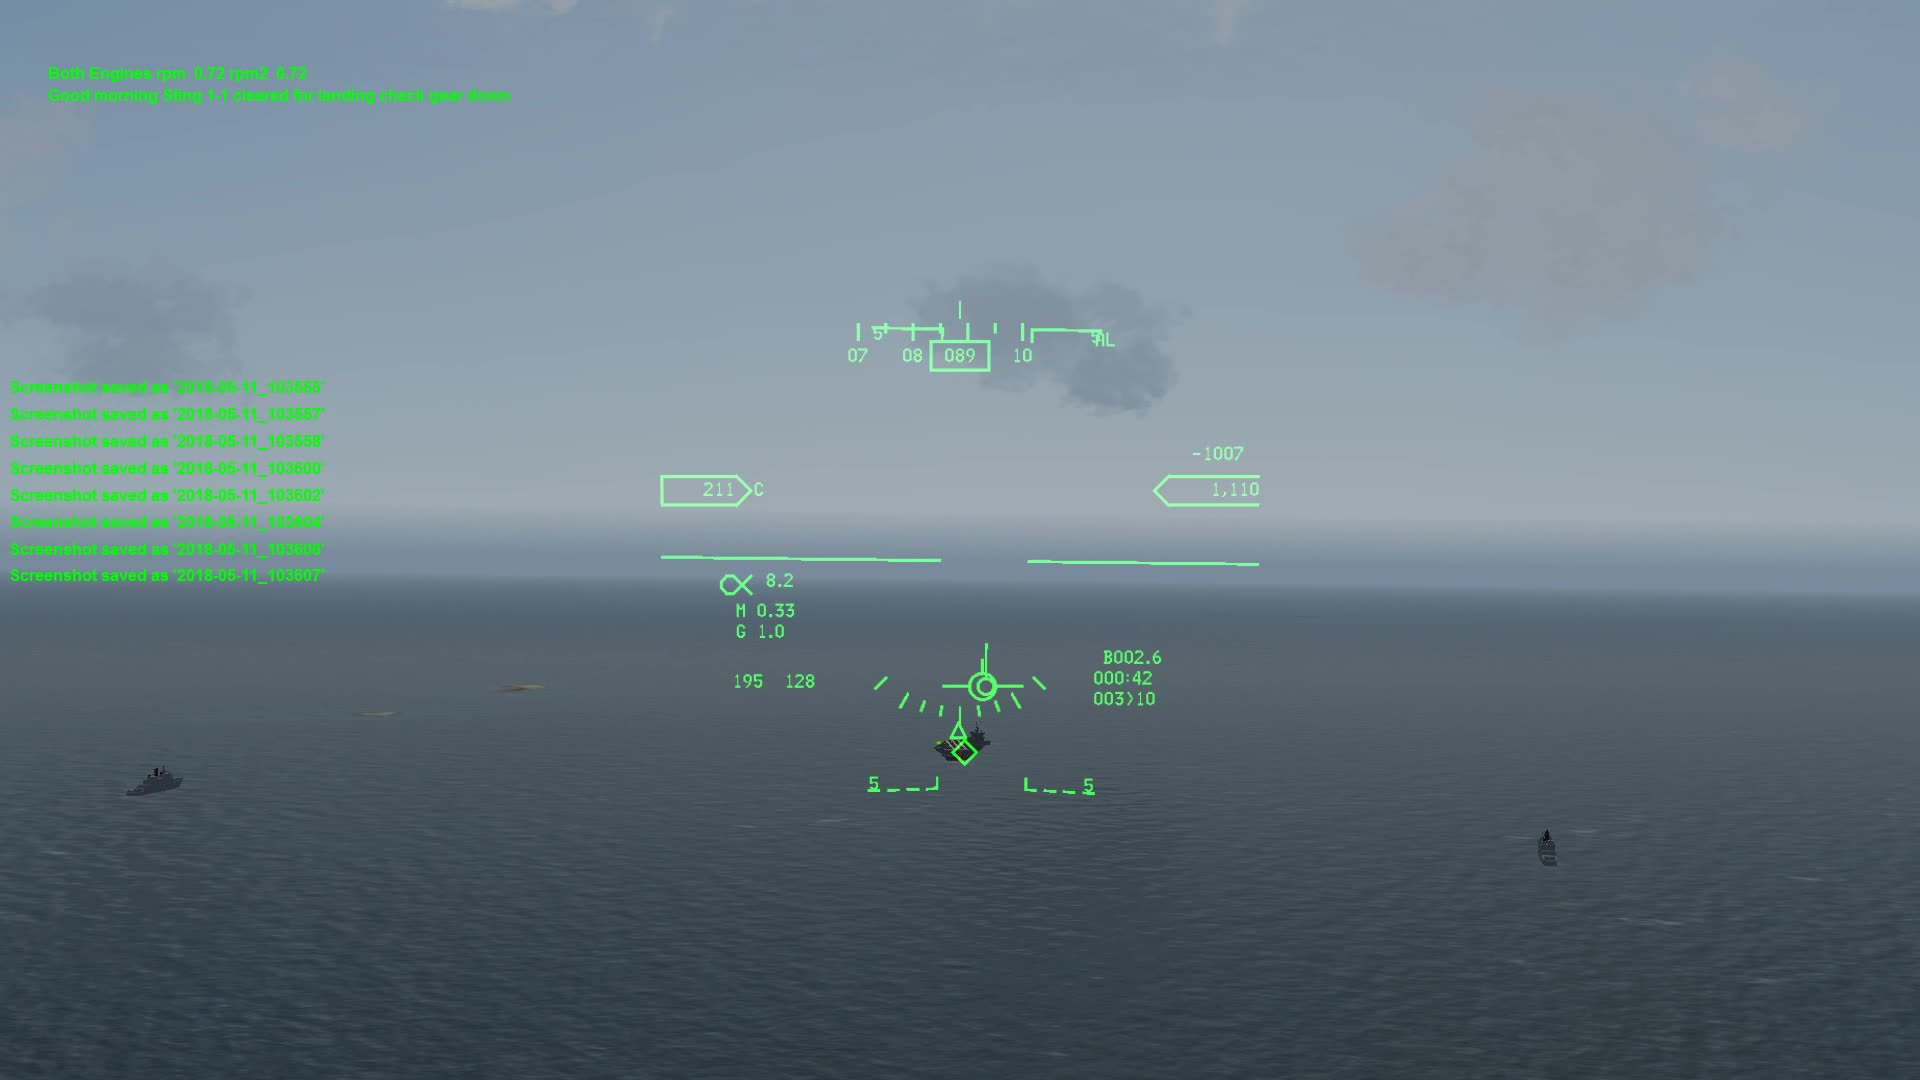 Both Engines rpm 0.72 rpm2 0.72
Good morning Sting 1-1 cleared for landing check gear down
5 5 AL
07 08 089 10
Screenshot saved as '2018-05-11_103555'
Screenshot saved as '2018-05-11_103557'
Screenshot saved as '2018-05-11_103558'
Screenshot saved as '2018-05-11_103600'
Screenshot saved as '2018-05-11_103602'
Screenshot saved as '2018-05-11_103604'
Screenshot saved as '2018-05-11_103606'
Screenshot saved as '2018-05-11_103607'
-1007
211 C 1,110
α 8.2
M 0.33
G 1.0
B002.6
195 128 000:42
003>10
5 5